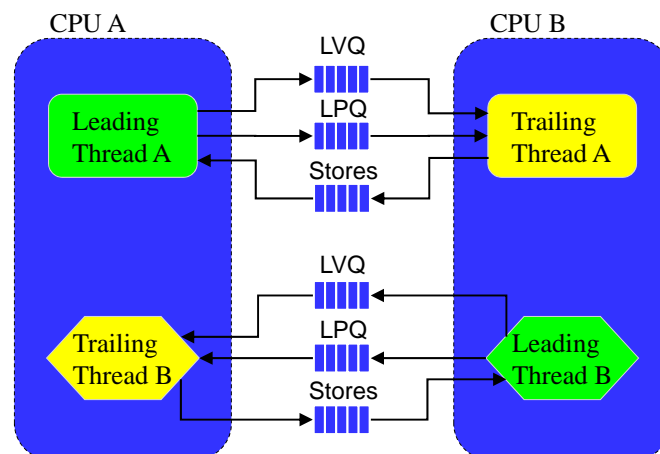 CPU A
CPU B
LVQ
Leading
Thread A
LPQ
Trailing
Thread A
Stores
LVQ
Trailing
Thread B
LPQ
Leading
Thread B
Stores